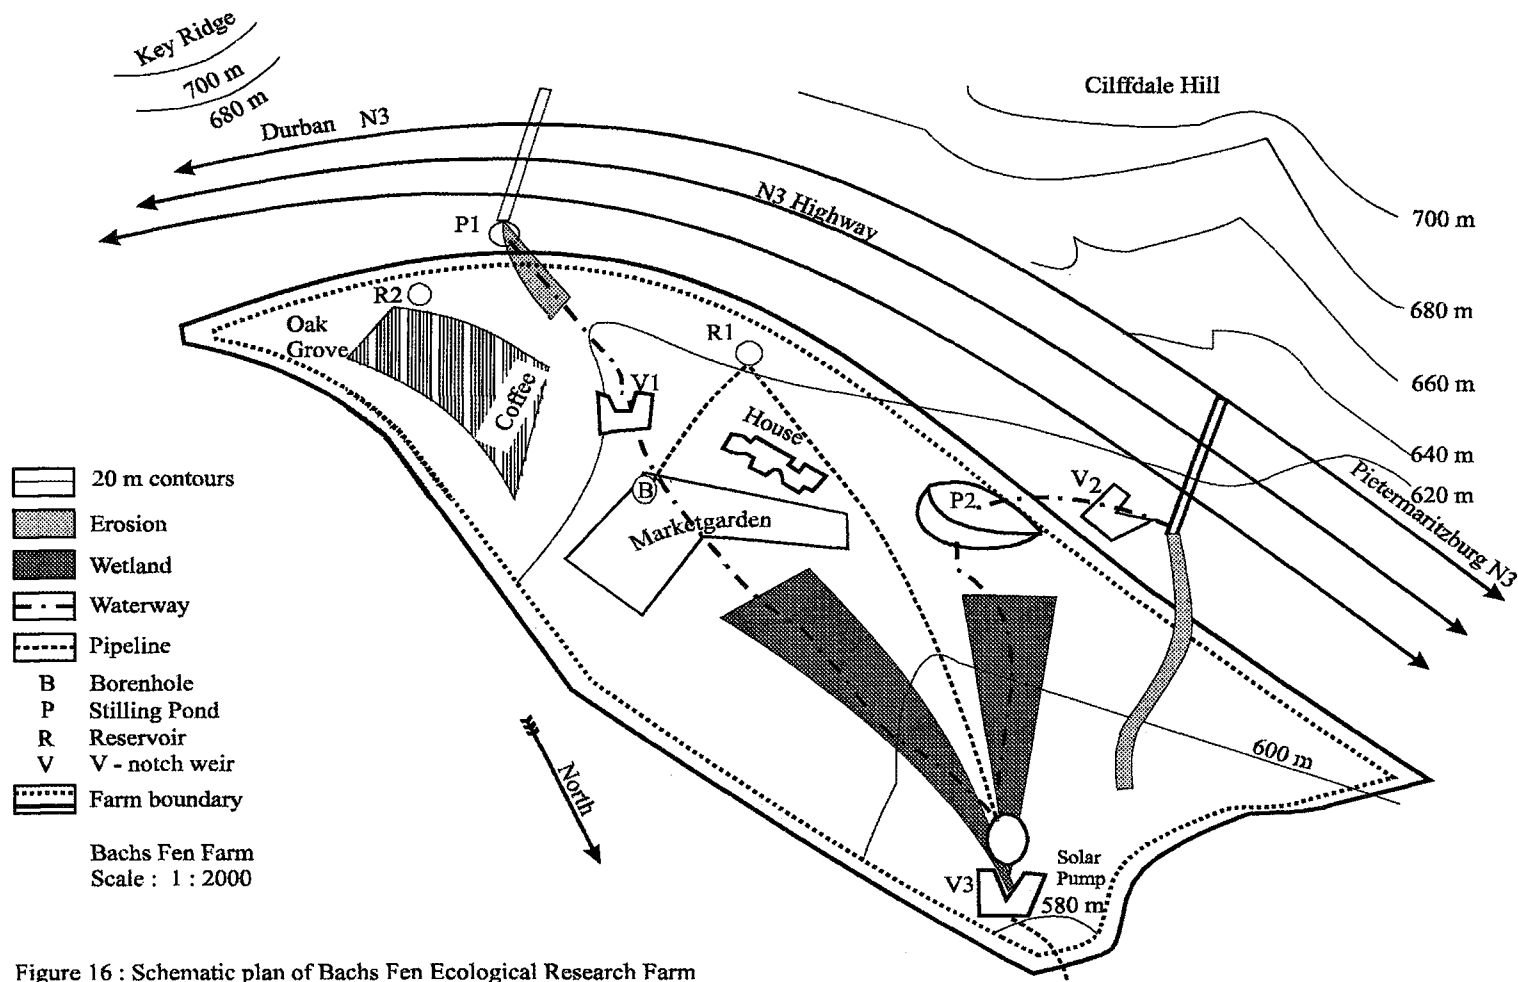 Key Ridge
700 m
680 m
Durban N3
Cilffdale Hill
N3 Highway
700 m
680 m
660 m
640 m
620 m
Pietermaritzburg N3
P1
R2
Oak
Grove
Coffee
R1
V1
House
B
Marketgarden
P2
V2
600 m
Solar
Pump
V3
580 m
North
20 m contours
Erosion
Wetland
Waterway
Pipeline
B Borenhole
P Stilling Pond
R Reservoir
V V - notch weir
Farm boundary
Bachs Fen Farm
Scale : 1 : 2000
Figure 16 : Schematic plan of Bachs Fen Ecological Research Farm